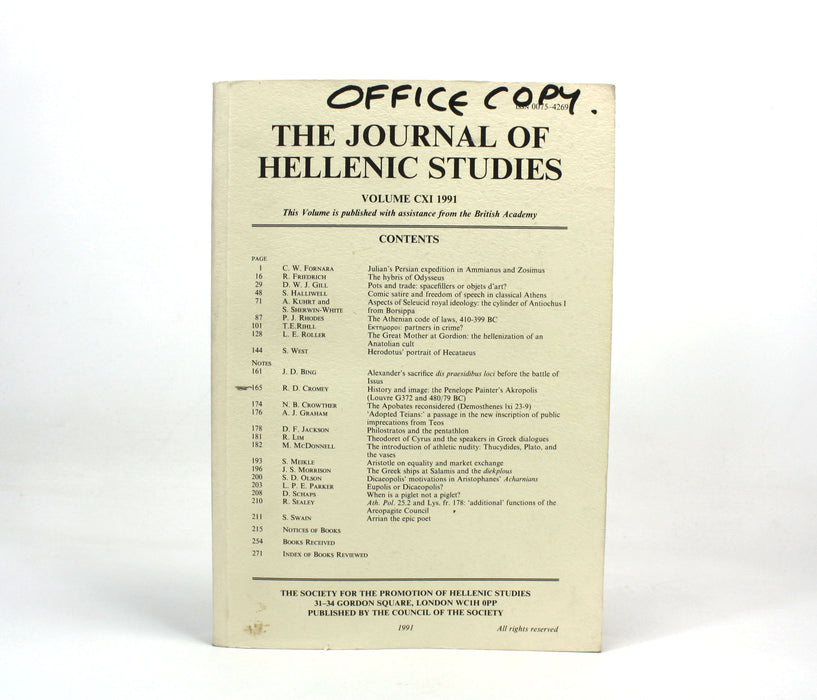 OFFICE COPY.
ISSN 0075-4269
THE JOURNAL OF
HELLENIC STUDIES
VOLUME CXI 1991
This Volume is published with assistance from the British Academy
CONTENTS
PAGE
1 C. W. FORNARA Julian's Persian expedition in Ammianus and Zosimus
16 R. FRIEDRICH The hybris of Odysseus
29 D. W. J. GILL Pots and trade: spacefillers or objets d'art?
48 S. HALLIWELL Comic satire and freedom of speech in classical Athens
71 A. KUHRT and Aspects of Seleucid royal ideology: the cylinder of Antiochus I
S. SHERWIN-WHITE from Borsippa
87 P. J. RHODES The Athenian code of laws, 410-399 BC
101 T.E.RIHLL Εκτημοροι: partners in crime?
128 L. E. ROLLER The Great Mother at Gordion: the hellenization of an
Anatolian cult
144 S. WEST Herodotus' portrait of Hecataeus
NOTES
161 J. D. BING Alexander's sacrifice dis praesidibus loci before the battle of
Issus
165 R. D. CROMEY History and image: the Penelope Painter's Akropolis
(Louvre G372 and 480/79 BC)
174 N. B. CROWTHER The Apobates reconsidered (Demosthenes lxi 23-9)
176 A. J. GRAHAM 'Adopted Teians:' a passage in the new inscription of public
imprecations from Teos
178 D. F. JACKSON Philostratos and the pentathlon
181 R. LIM Theodoret of Cyrus and the speakers in Greek dialogues
182 M. MCDONNELL The introduction of athletic nudity: Thucydides, Plato, and
the vases
193 S. MEIKLE Aristotle on equality and market exchange
196 J. S. MORRISON The Greek ships at Salamis and the diekplous
200 S. D. OLSON Dicaeopolis' motivations in Aristophanes' Acharnians
203 L. P. E. PARKER Eupolis or Dicaeopolis?
208 D. SCHAPS When is a piglet not a piglet?
210 R. SEALEY Ath. Pol. 25.2 and Lys. fr. 178: 'additional' functions of the
Areopagite Council
211 S. SWAIN Arrian the epic poet
215 NOTICES OF BOOKS
254 BOOKS RECEIVED
271 INDEX OF BOOKS REVIEWED
THE SOCIETY FOR THE PROMOTION OF HELLENIC STUDIES
31–34 GORDON SQUARE, LONDON WC1H 0PP
PUBLISHED BY THE COUNCIL OF THE SOCIETY
1991 All rights reserved